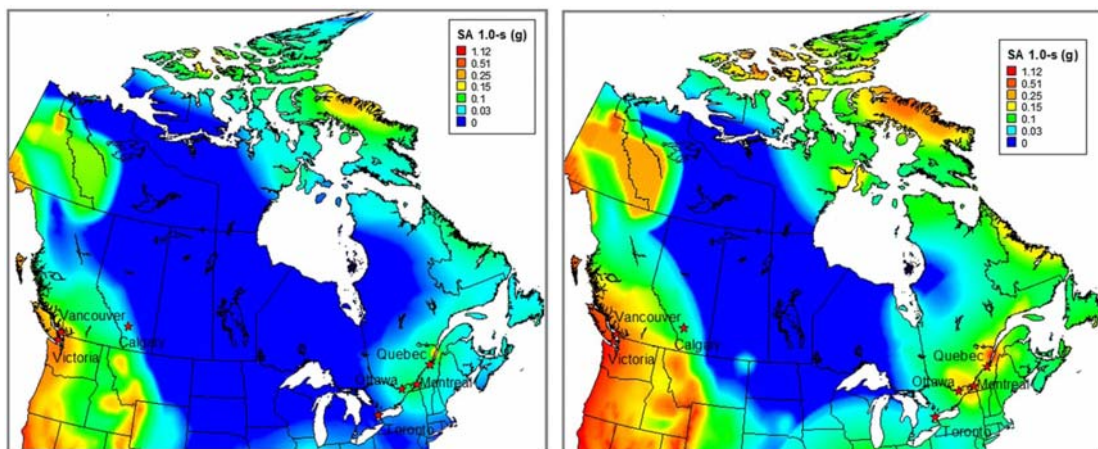 SA 1.0-s (g)
1.12
0.51
0.25
0.15
0.1
0.03
0
Vancouver
Calgary
Victoria
Quebec
Ottawa
Montreal
Toronto
SA 1.0-s (g)
1.12
0.51
0.25
0.15
0.1
0.03
0
Vancouver
Calgary
Victoria
Quebec
Ottawa
Montreal
Toronto